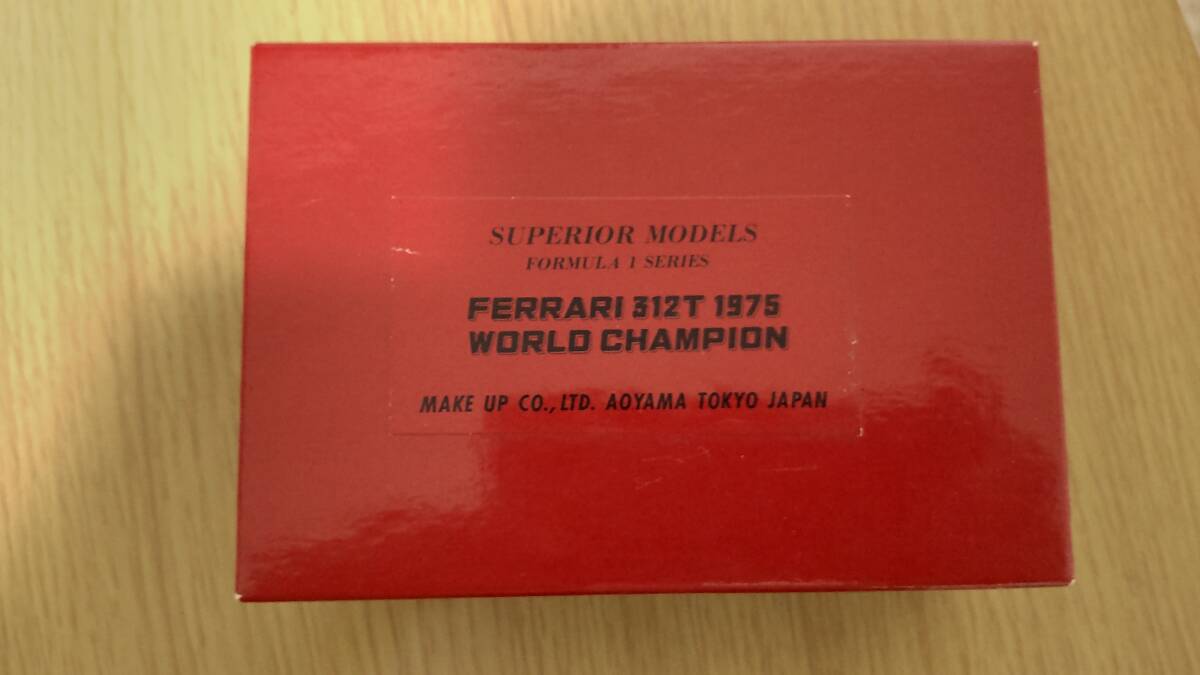 SUPERIOR MODELS
FORMULA 1 SERIES
FERRARI 312T 1975
WORLD CHAMPION
MAKE UP CO., LTD. AOYAMA TOKYO JAPAN